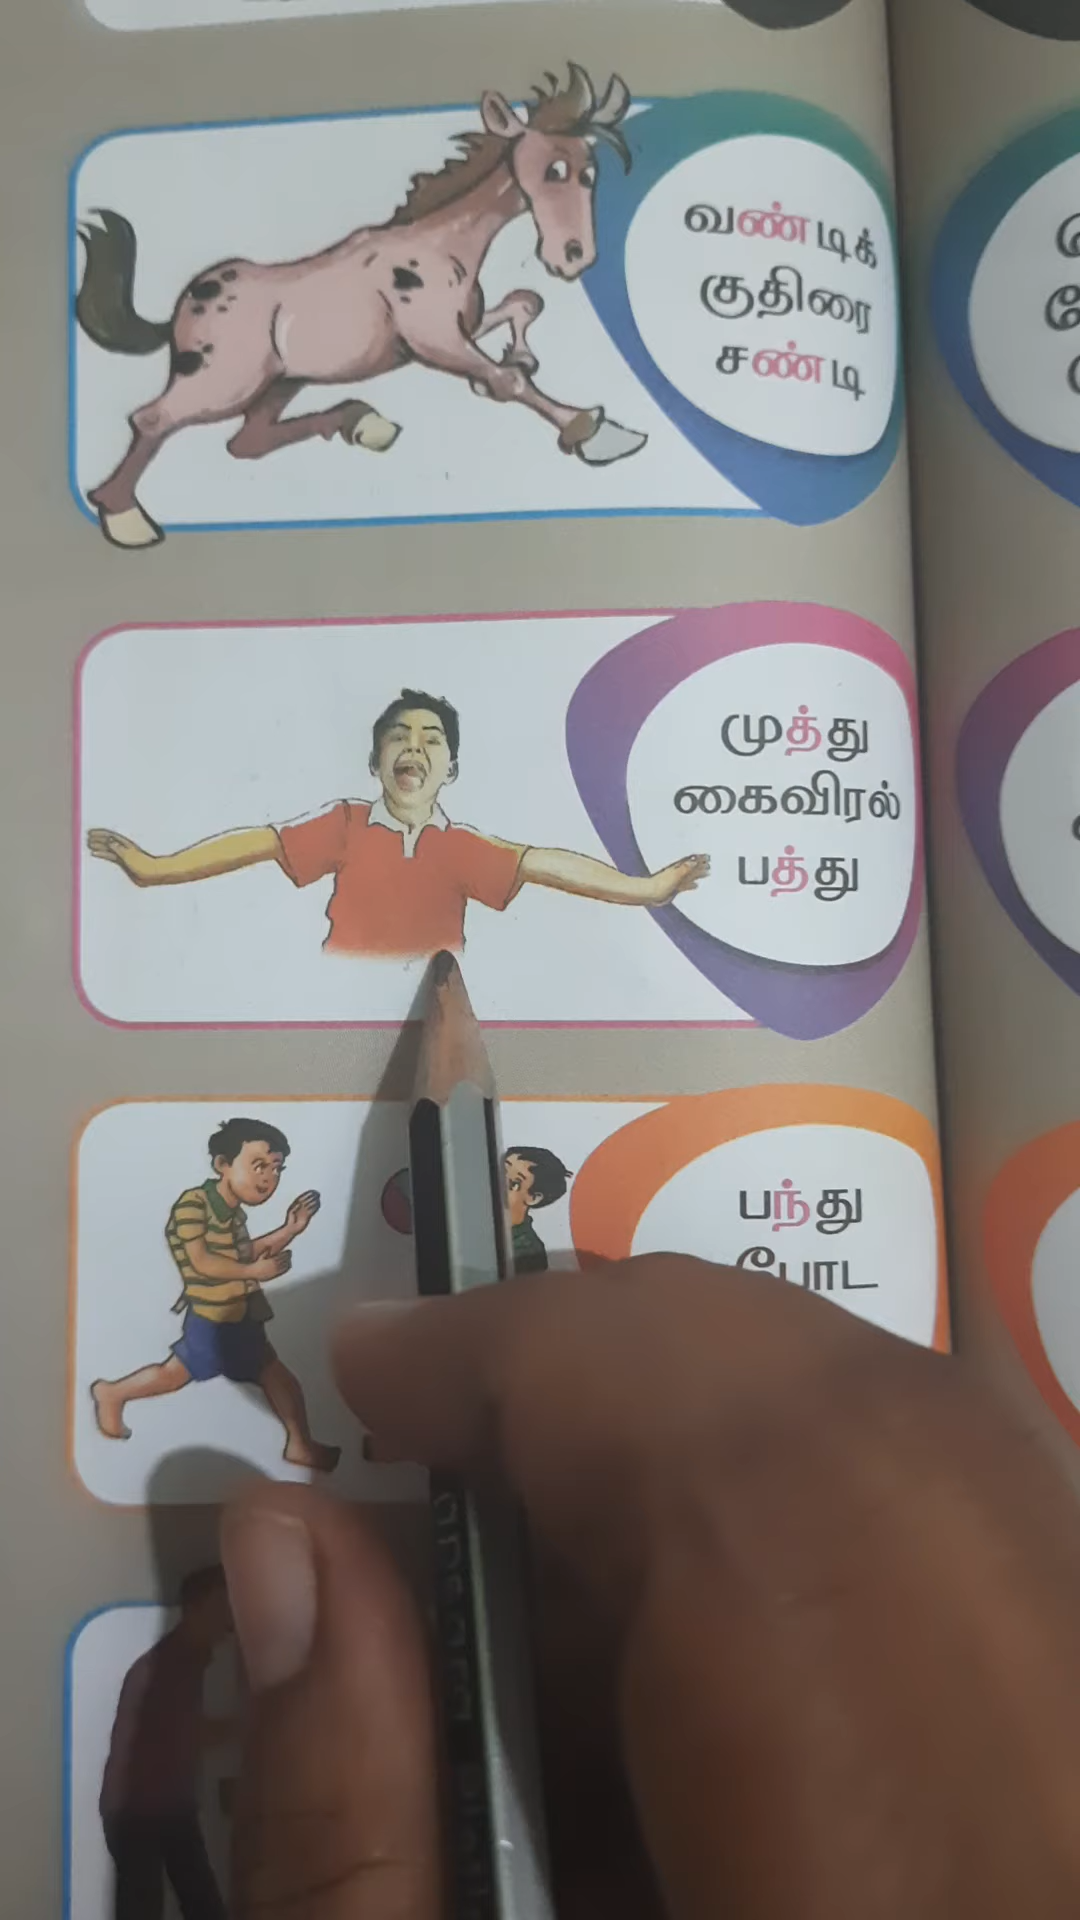 வண்டிக்
குதிரை
சண்டி
முத்து
கைவிரல்
பத்து
பந்து
போட